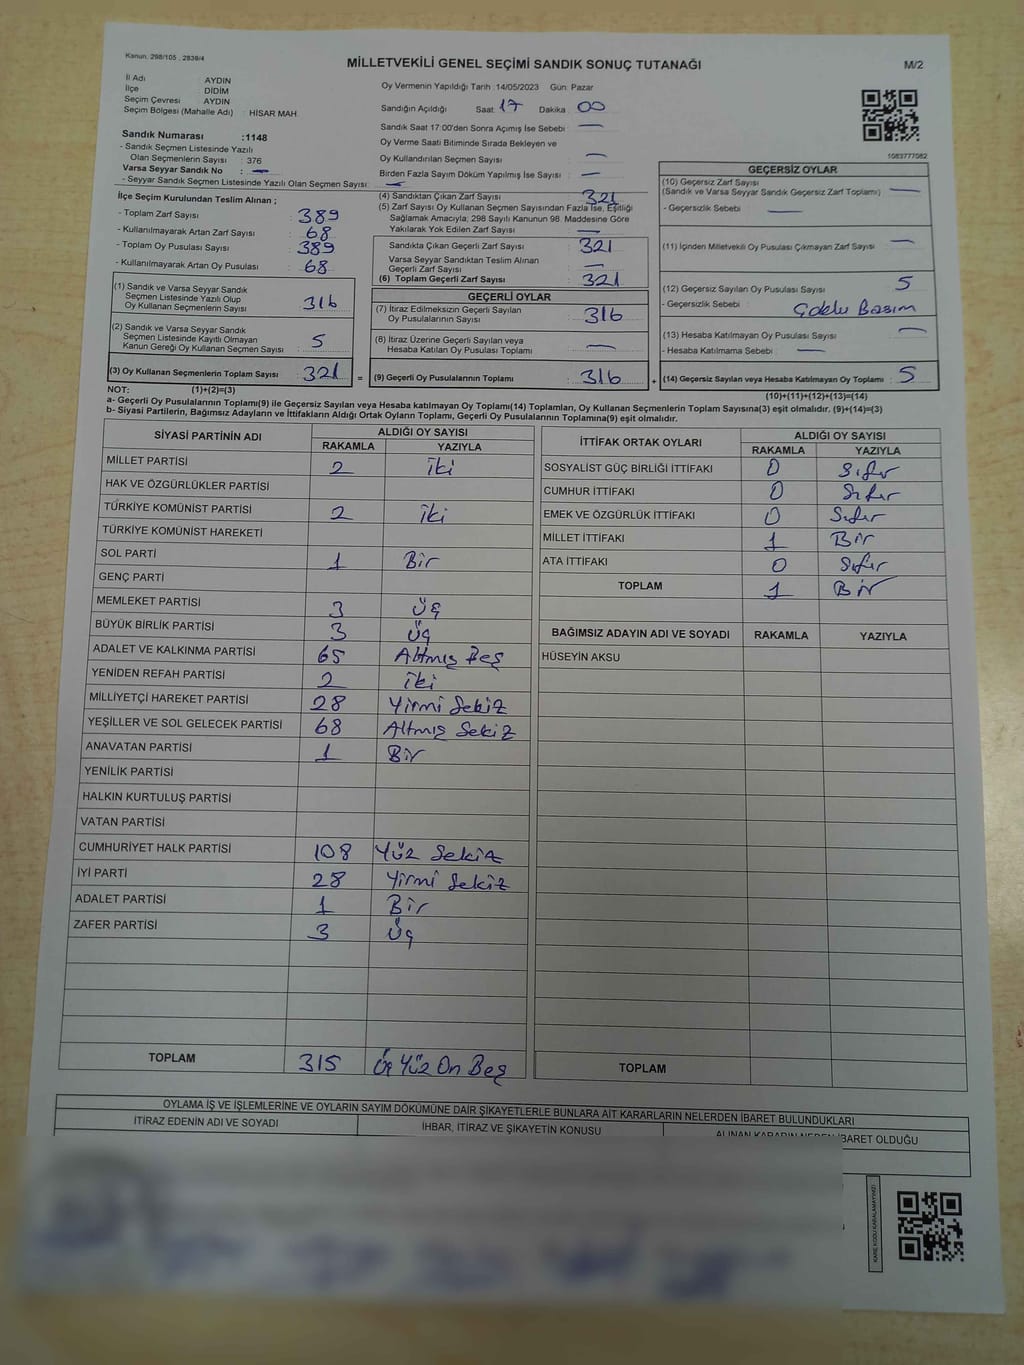 Kanun. 298/105 , 2839/4
MİLLETVEKİLİ GENEL SEÇİMİ SANDIK SONUÇ TUTANAĞI
M/2
İl Adı : AYDIN
İlçe : DİDİM
Seçim Çevresi : AYDIN
Seçim Bölgesi (Mahalle Adı) : HİSAR MAH
Sandık Numarası :1148
- Sandık Seçmen Listesinde Yazılı
Olan Seçmenlerin Sayısı : 376
Varsa Seyyar Sandık No : —
- Seyyar Sandık Seçmen Listesinde Yazılı Olan Seçmen Sayısı : —
Oy Vermenin Yapıldığı Tarih :14/05/2023 Gün: Pazar
Sandığın Açıldığı Saat: 17 Dakika : 00
Sandık Saat 17:00'den Sonra Açımış İse Sebebi : —
Oy Verme Saati Bitiminde Sırada Bekleyen ve
Oy Kullandırılan Seçmen Sayısı : —
Birden Fazla Sayım Döküm Yapılmış İse Sayısı : —
1083777082
İlçe Seçim Kurulundan Teslim Alınan ;
- Toplam Zarf Sayısı : 389
- Kullanılmayarak Artan Zarf Sayısı : 68
- Toplam Oy Pusulası Sayısı : 389
- Kullanılmayarak Artan Oy Pusulası : 68
(1) Sandık ve Varsa Seyyar Sandık
Seçmen Listesinde Yazılı Olup
Oy Kullanan Seçmenlerin Sayısı : 316
(2) Sandık ve Varsa Seyyar Sandık
Seçmen Listesinde Kayıtlı Olmayan
Kanun Gereği Oy Kullanan Seçmen Sayısı : 5
(3) Oy Kullanan Seçmenlerin Toplam Sayısı : 321
(4) Sandıktan Çıkan Zarf Sayısı : 321
(5) Zarf Sayısı Oy Kullanan Seçmen Sayısından Fazla İse, Eşitliği
Sağlamak Amacıyla, 298 Sayılı Kanunun 98. Maddesine Göre
Yakılarak Yok Edilen Zarf Sayısı : —
Sandıkta Çıkan Geçerli Zarf Sayısı : 321
Varsa Seyyar Sandıktan Teslim Alınan
Geçerli Zarf Sayısı : —
(6) Toplam Geçerli Zarf Sayısı : 321
GEÇERLİ OYLAR
(7) İtiraz Edilmeksizin Geçerli Sayılan
Oy Pusulalarının Sayısı : 316
(8) İtiraz Üzerine Geçerli Sayılan veya
Hesaba Katılan Oy Pusulası Toplamı : —
= (9) Geçerli Oy Pusulalarının Toplamı : 316
GEÇERSİZ OYLAR
(10) Geçersiz Zarf Sayısı
(Sandık ve Varsa Seyyar Sandık Geçersiz Zarf Toplamı) : —
- Geçersizlik Sebebi : —
(11) İçinden Milletvekili Oy Pusulası Çıkmayan Zarf Sayısı : —
(12) Geçersiz Sayılan Oy Pusulası Sayısı : 5
- Geçersizlik Sebebi : Çoklu Basım
(13) Hesaba Katılmayan Oy Pusulası Sayısı : —
- Hesaba Katılmama Sebebi : —
+ (14) Geçersiz Sayılan veya Hesaba Katılmayan Oy Toplamı : 5
NOT: (1)+(2)=(3)
(10)+(11)+(12)+(13)=(14)
a- Geçerli Oy Pusulalarının Toplamı(9) ile Geçersiz Sayılan veya Hesaba katılmayan Oy Toplamı(14) Toplamları, Oy Kullanan Seçmenlerin Toplam Sayısına(3) eşit olmalıdır. (9)+(14)=(3)
b- Siyasi Partilerin, Bağımsız Adayların ve İttifakların Aldığı Ortak Oyların Toplamı, Geçerli Oy Pusulalarının Toplamına(9) eşit olmalıdır.
SİYASİ PARTİNİN ADI ALDIĞI OY SAYISI
RAKAMLA YAZIYLA
MİLLET PARTİSİ 2 iki
HAK VE ÖZGÜRLÜKLER PARTİSİ
TÜRKİYE KOMÜNİST PARTİSİ 2 iki
TÜRKİYE KOMÜNİST HAREKETİ
SOL PARTİ 1 Bir
GENÇ PARTİ
MEMLEKET PARTİSİ 3 Üç
BÜYÜK BİRLİK PARTİSİ 3 Üç
ADALET VE KALKINMA PARTİSİ 65 Altmış Beş
YENİDEN REFAH PARTİSİ 2 iki
MİLLİYETÇİ HAREKET PARTİSİ 28 Yirmi Sekiz
YEŞİLLER VE SOL GELECEK PARTİSİ 68 Altmış Sekiz
ANAVATAN PARTİSİ 1 Bir
YENİLİK PARTİSİ
HALKIN KURTULUŞ PARTİSİ
VATAN PARTİSİ
CUMHURİYET HALK PARTİSİ 108 Yüz Sekiz
İYİ PARTİ 28 Yirmi Sekiz
ADALET PARTİSİ 1 Bir
ZAFER PARTİSİ 3 Üç
TOPLAM 315 Üç Yüz On Beş
İTTİFAK ORTAK OYLARI ALDIĞI OY SAYISI
RAKAMLA YAZIYLA
SOSYALİST GÜÇ BİRLİĞİ İTTİFAKI 0 Sıfır
CUMHUR İTTİFAKI 0 Sıfır
EMEK VE ÖZGÜRLÜK İTTİFAKI 0 Sıfır
MİLLET İTTİFAKI 1 Bir
ATA İTTİFAKI 0 Sıfır
TOPLAM 1 Bir
BAĞIMSIZ ADAYIN ADI VE SOYADI RAKAMLA YAZIYLA
HÜSEYİN AKSU
TOPLAM
OYLAMA İŞ VE İŞLEMLERİNE VE OYLARIN SAYIM DÖKÜMÜNE DAİR ŞİKAYETLERLE BUNLARA AİT KARARLARIN NELERDEN İBARET BULUNDUKLARI
İTİRAZ EDENİN ADI VE SOYADI İHBAR, İTİRAZ VE ŞİKAYETİN KONUSU ALINAN KARARIN NEDEN İBARET OLDUĞU
KARE KODU KARALAMAYINIZ!